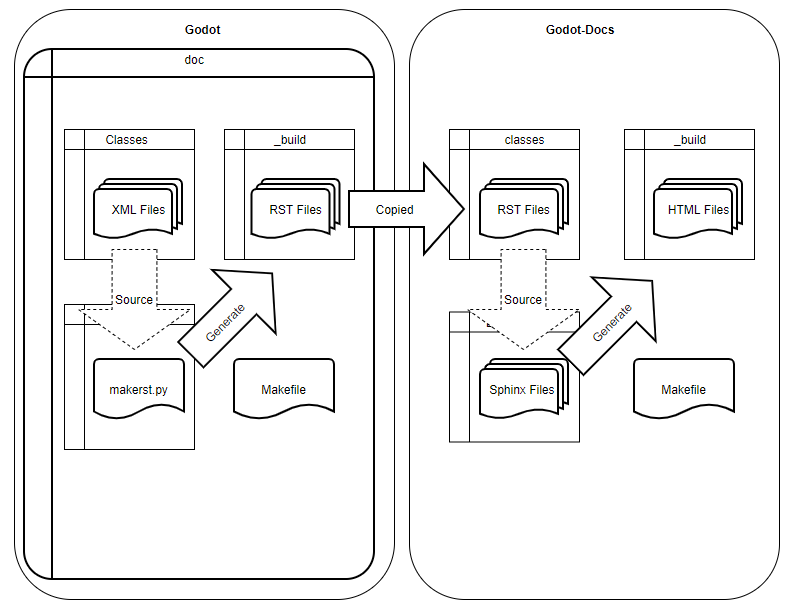 Godot
Godot-Docs
doc
Classes
_build
classes
_build
XML Files
RST Files
Copied
RST Files
HTML Files
Source
Generate
Source
Generate
makerst.py
Makefile
Sphinx Files
Makefile